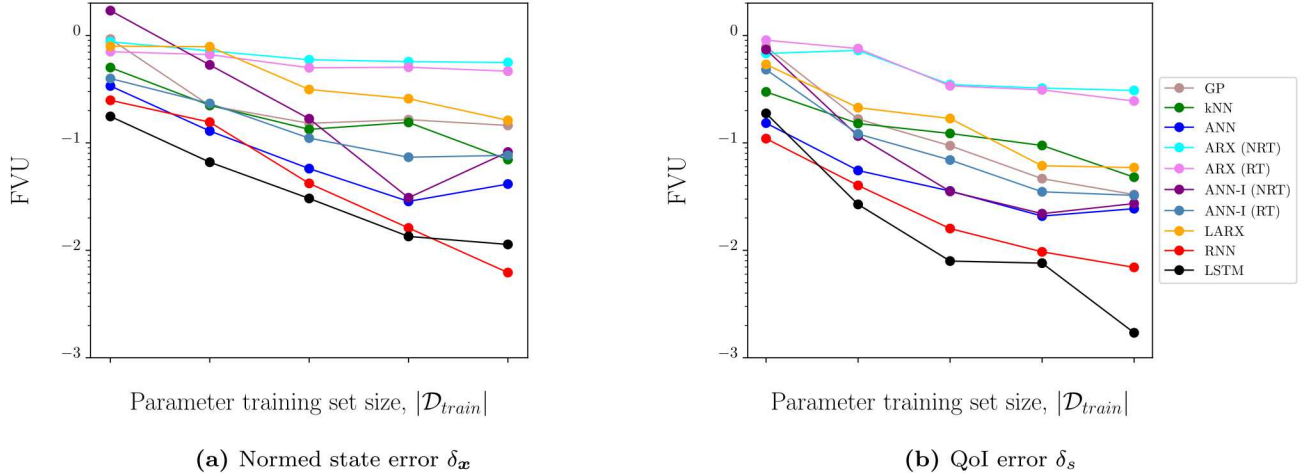 0
−1
−2
−3
FVU
Parameter training set size, |𝒟train|
(a) Normed state error δ𝒙
0
−1
−2
−3
FVU
Parameter training set size, |𝒟train|
(b) QoI error δs
GP
kNN
ANN
ARX (NRT)
ARX (RT)
ANN-I (NRT)
ANN-I (RT)
LARX
RNN
LSTM